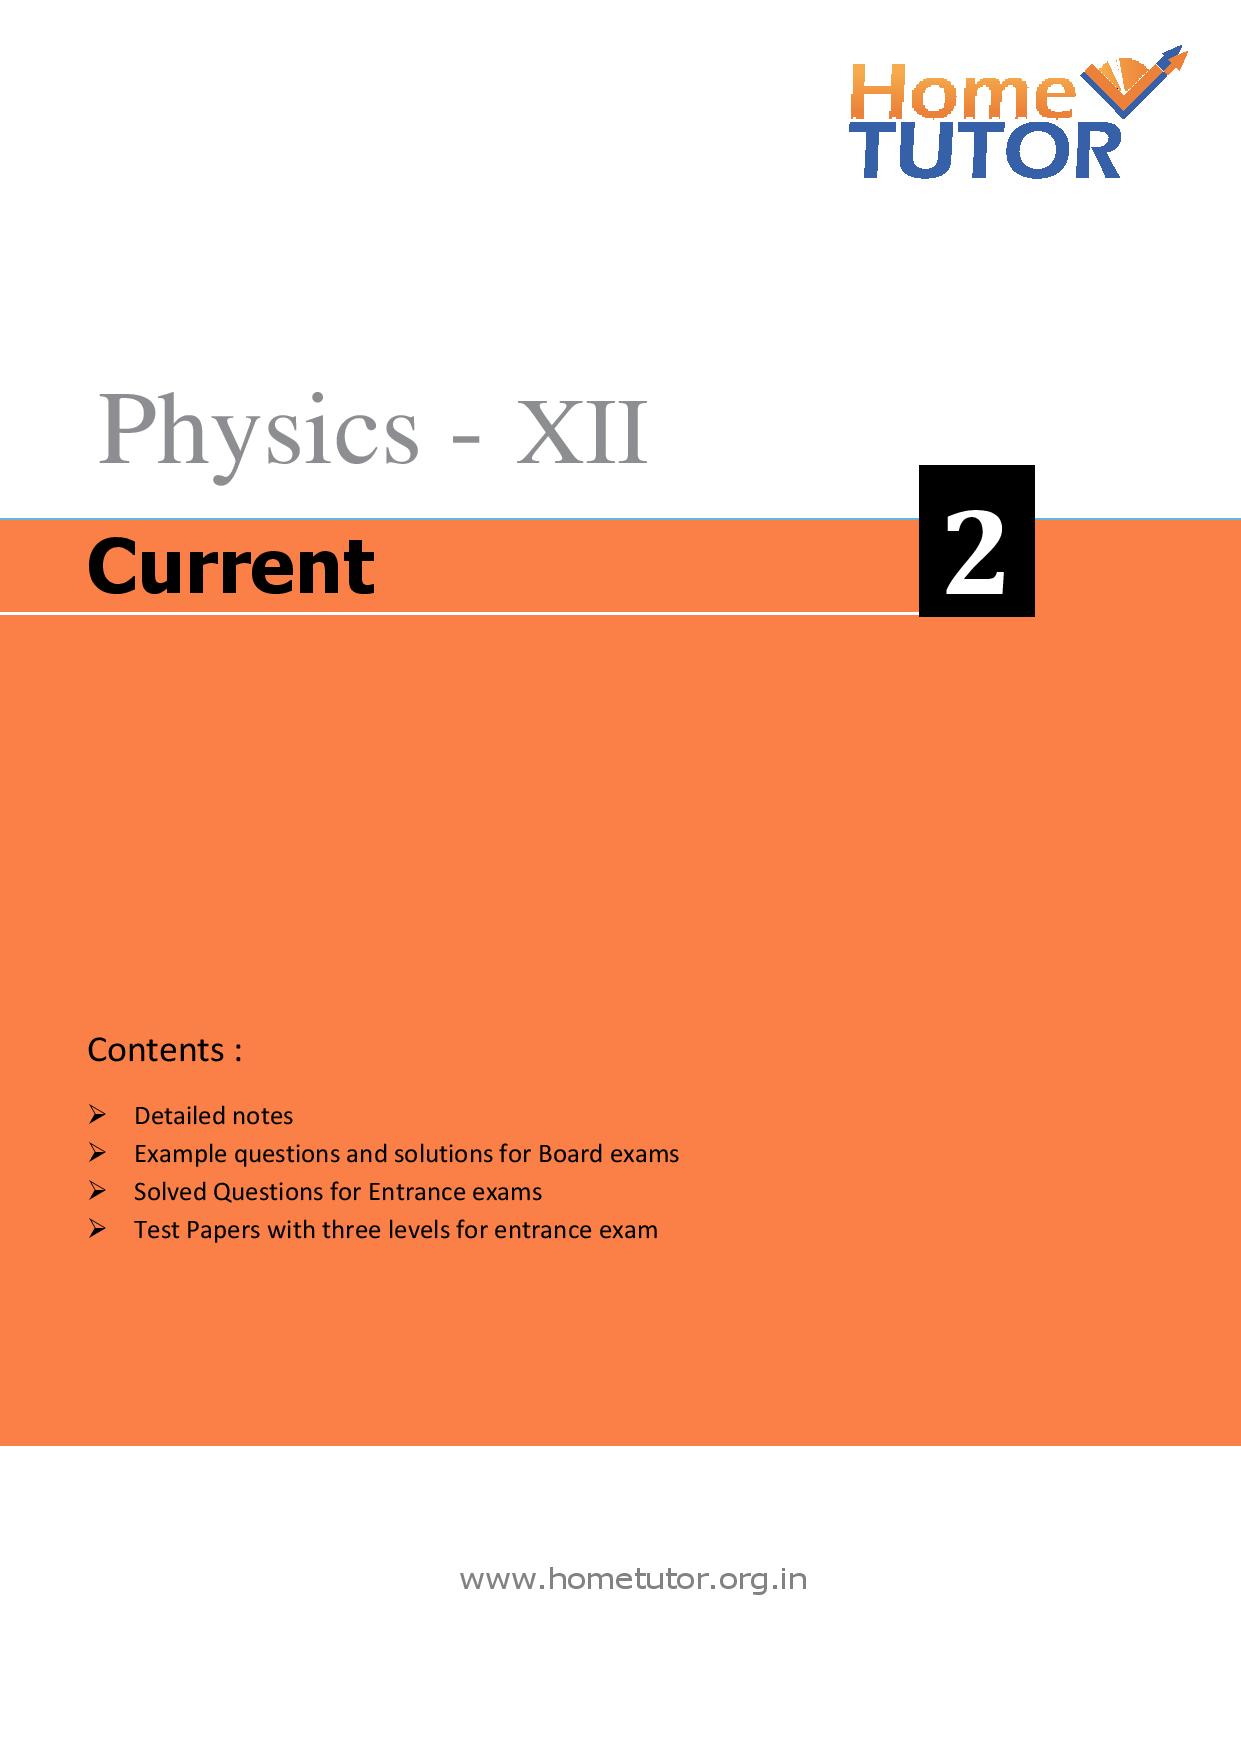 Home
TUTOR
Physics - XII
Current
2
Contents :
➢ Detailed notes
➢ Example questions and solutions for Board exams
➢ Solved Questions for Entrance exams
➢ Test Papers with three levels for entrance exam
www.hometutor.org.in